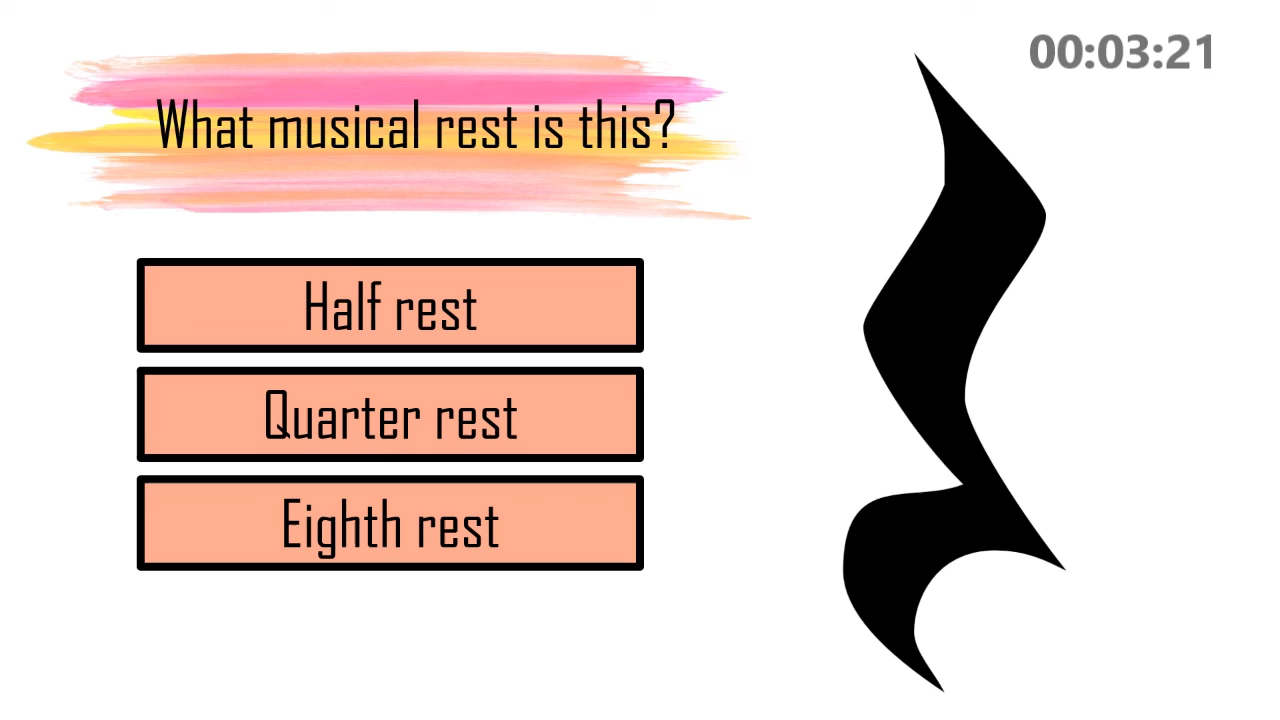 00:03:21
What musical rest is this?
Half rest
Quarter rest
Eighth rest